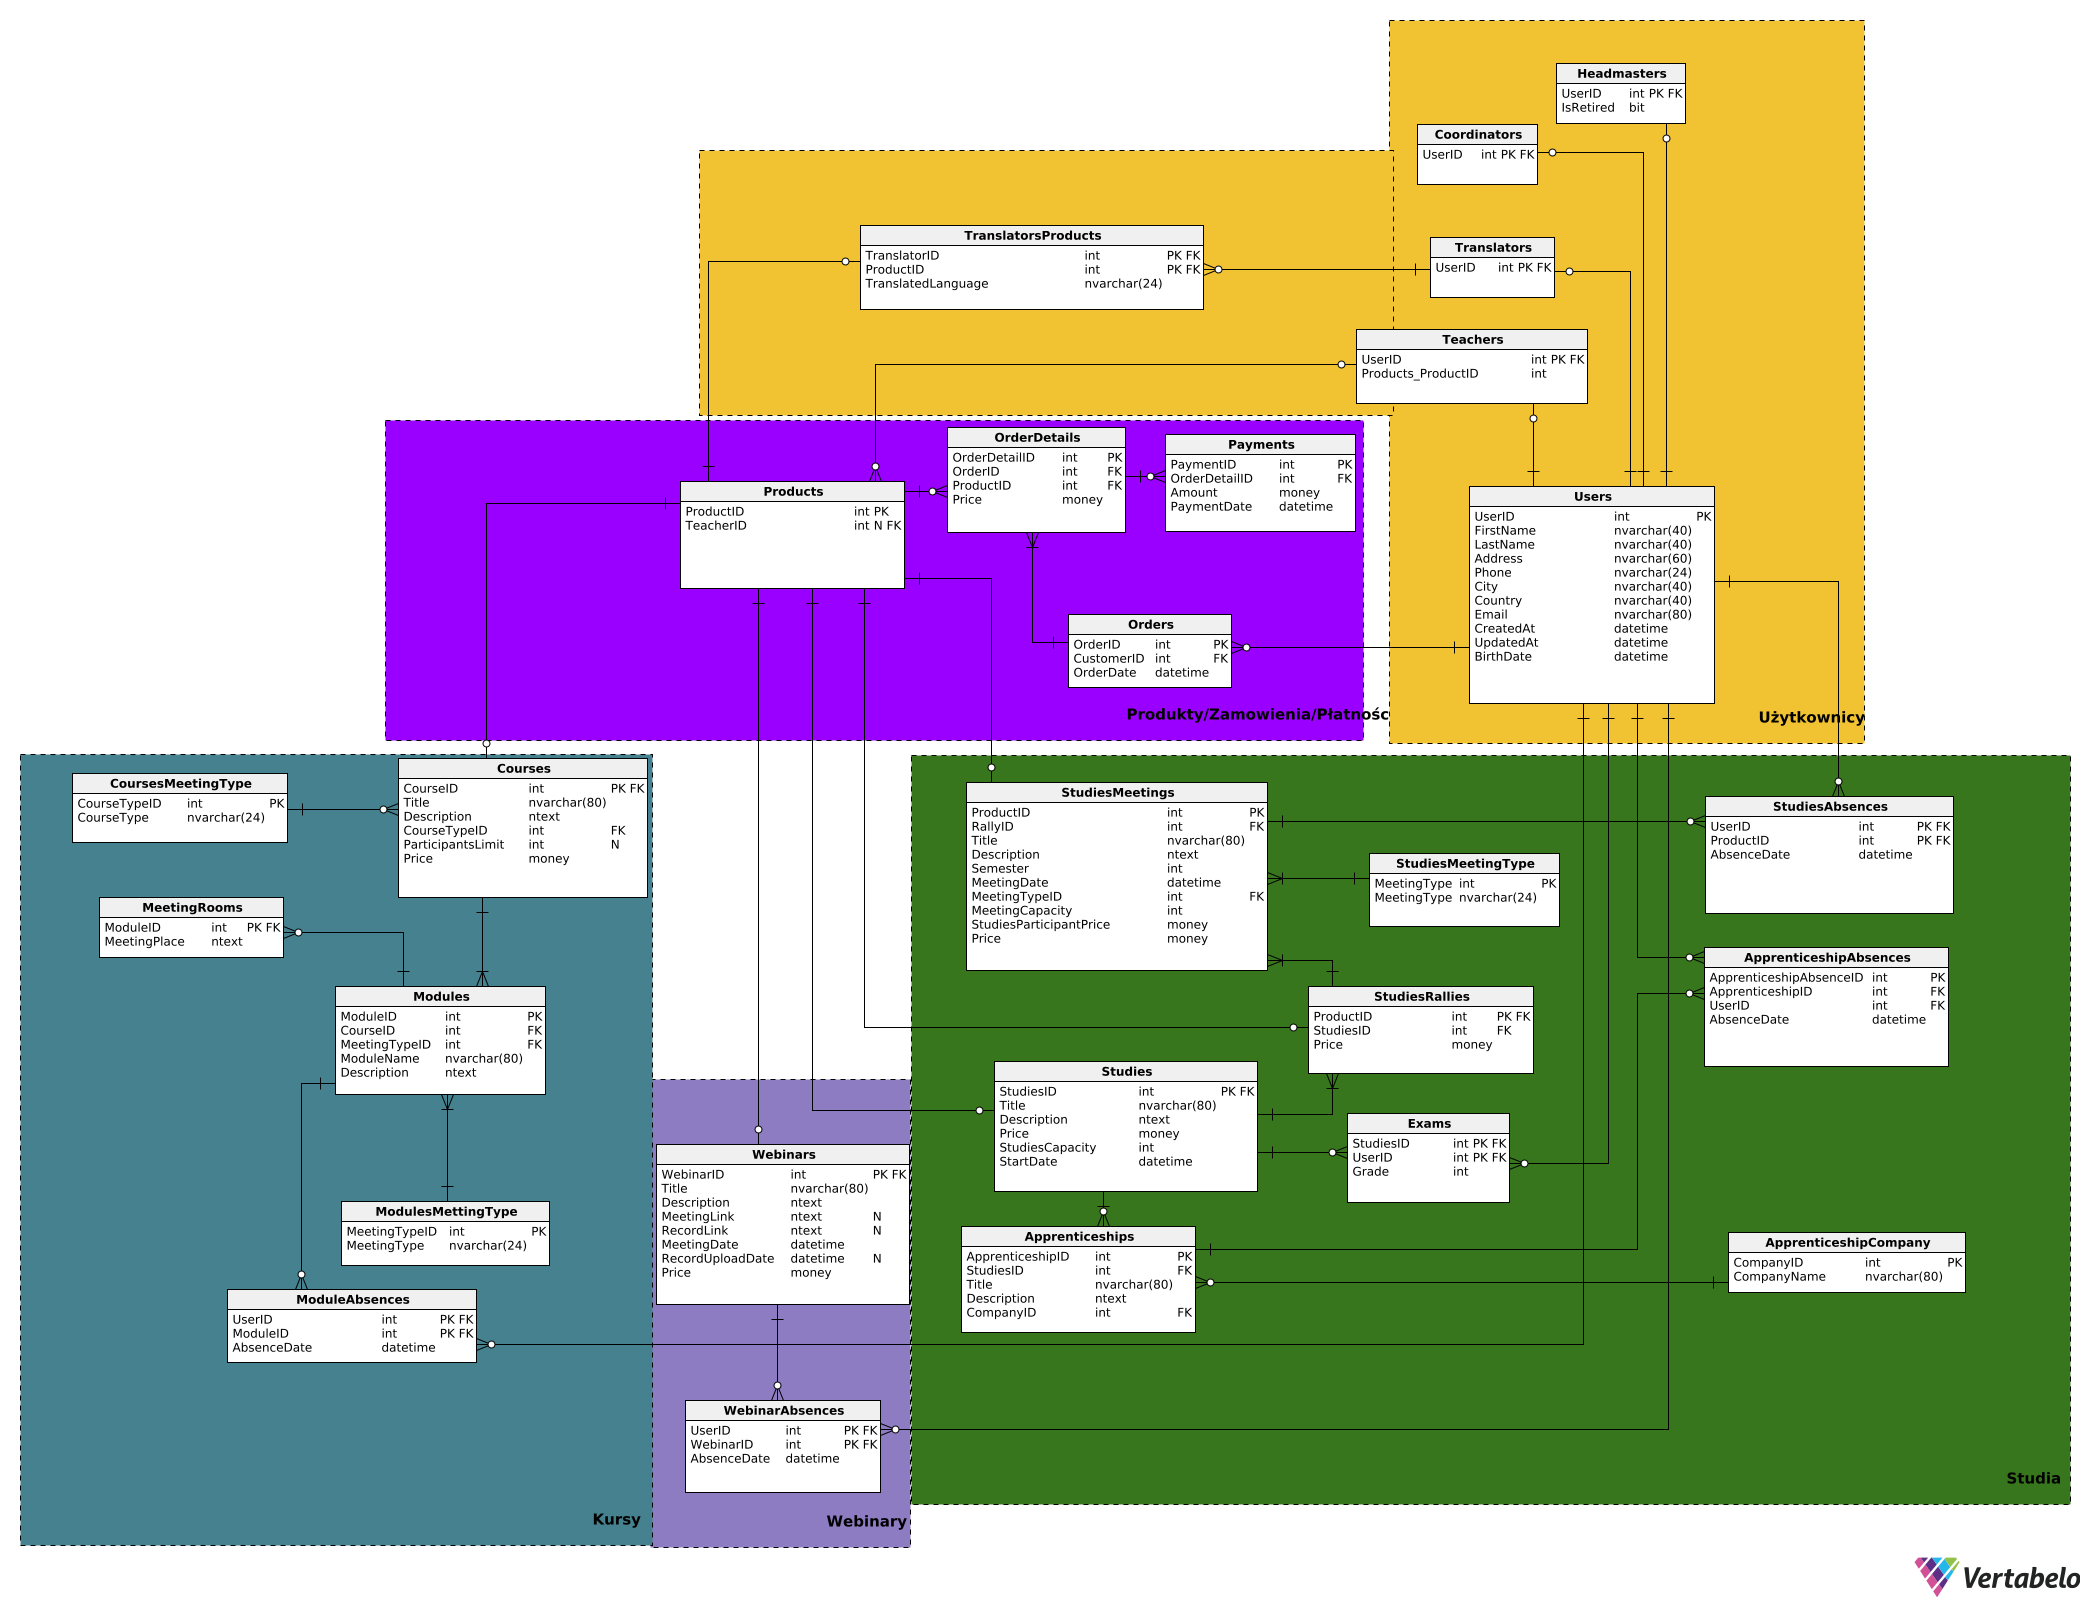 Headmasters
UserID int PK FK
IsRetired bit
Coordinators
UserID int PK FK
TranslatorsProducts
TranslatorID int PK FK
ProductID int PK FK
TranslatedLanguage nvarchar(24)
Translators
UserID int PK FK
Teachers
UserID int PK FK
Products_ProductID int
OrderDetails
OrderDetailID int PK
OrderID int FK
ProductID int FK
Price money
Payments
PaymentID int PK
OrderDetailID int FK
Amount money
PaymentDate datetime
Products
ProductID int PK
TeacherID int N FK
Users
UserID int PK
FirstName nvarchar(40)
LastName nvarchar(40)
Address nvarchar(60)
Phone nvarchar(24)
City nvarchar(40)
Country nvarchar(40)
Email nvarchar(80)
CreatedAt datetime
UpdatedAt datetime
BirthDate datetime
Orders
OrderID int PK
CustomerID int FK
OrderDate datetime
Produkty/Zamowienia/Płatnośc
Użytkownicy
CoursesMeetingType
CourseTypeID int PK
CourseType nvarchar(24)
Courses
CourseID int PK FK
Title nvarchar(80)
Description ntext
CourseTypeID int FK
ParticipantsLimit int N
Price money
MeetingRooms
ModuleID int PK FK
MeetingPlace ntext
Modules
ModuleID int PK
CourseID int FK
MeetingTypeID int FK
ModuleName nvarchar(80)
Description ntext
ModulesMettingType
MeetingTypeID int PK
MeetingType nvarchar(24)
ModuleAbsences
UserID int PK FK
ModuleID int PK FK
AbsenceDate datetime
Kursy
Webinars
WebinarID int PK FK
Title nvarchar(80)
Description ntext
MeetingLink ntext N
RecordLink ntext N
MeetingDate datetime
RecordUploadDate datetime N
Price money
WebinarAbsences
UserID int PK FK
WebinarID int PK FK
AbsenceDate datetime
Webinary
StudiesMeetings
ProductID int PK
RallyID int FK
Title nvarchar(80)
Description ntext
Semester int
MeetingDate datetime
MeetingTypeID int FK
MeetingCapacity int
StudiesParticipantPrice money
Price money
StudiesAbsences
UserID int PK FK
ProductID int PK FK
AbsenceDate datetime
StudiesMeetingType
MeetingType int PK
MeetingType nvarchar(24)
ApprenticeshipAbsences
ApprenticeshipAbsenceID int PK
ApprenticeshipID int FK
UserID int FK
AbsenceDate datetime
StudiesRallies
ProductID int PK FK
StudiesID int FK
Price money
Studies
StudiesID int PK FK
Title nvarchar(80)
Description ntext
Price money
StudiesCapacity int
StartDate datetime
Exams
StudiesID int PK FK
UserID int PK FK
Grade int
Apprenticeships
ApprenticeshipID int PK
StudiesID int FK
Title nvarchar(80)
Description ntext
CompanyID int FK
ApprenticeshipCompany
CompanyID int PK
CompanyName nvarchar(80)
Studia
Vertabelo